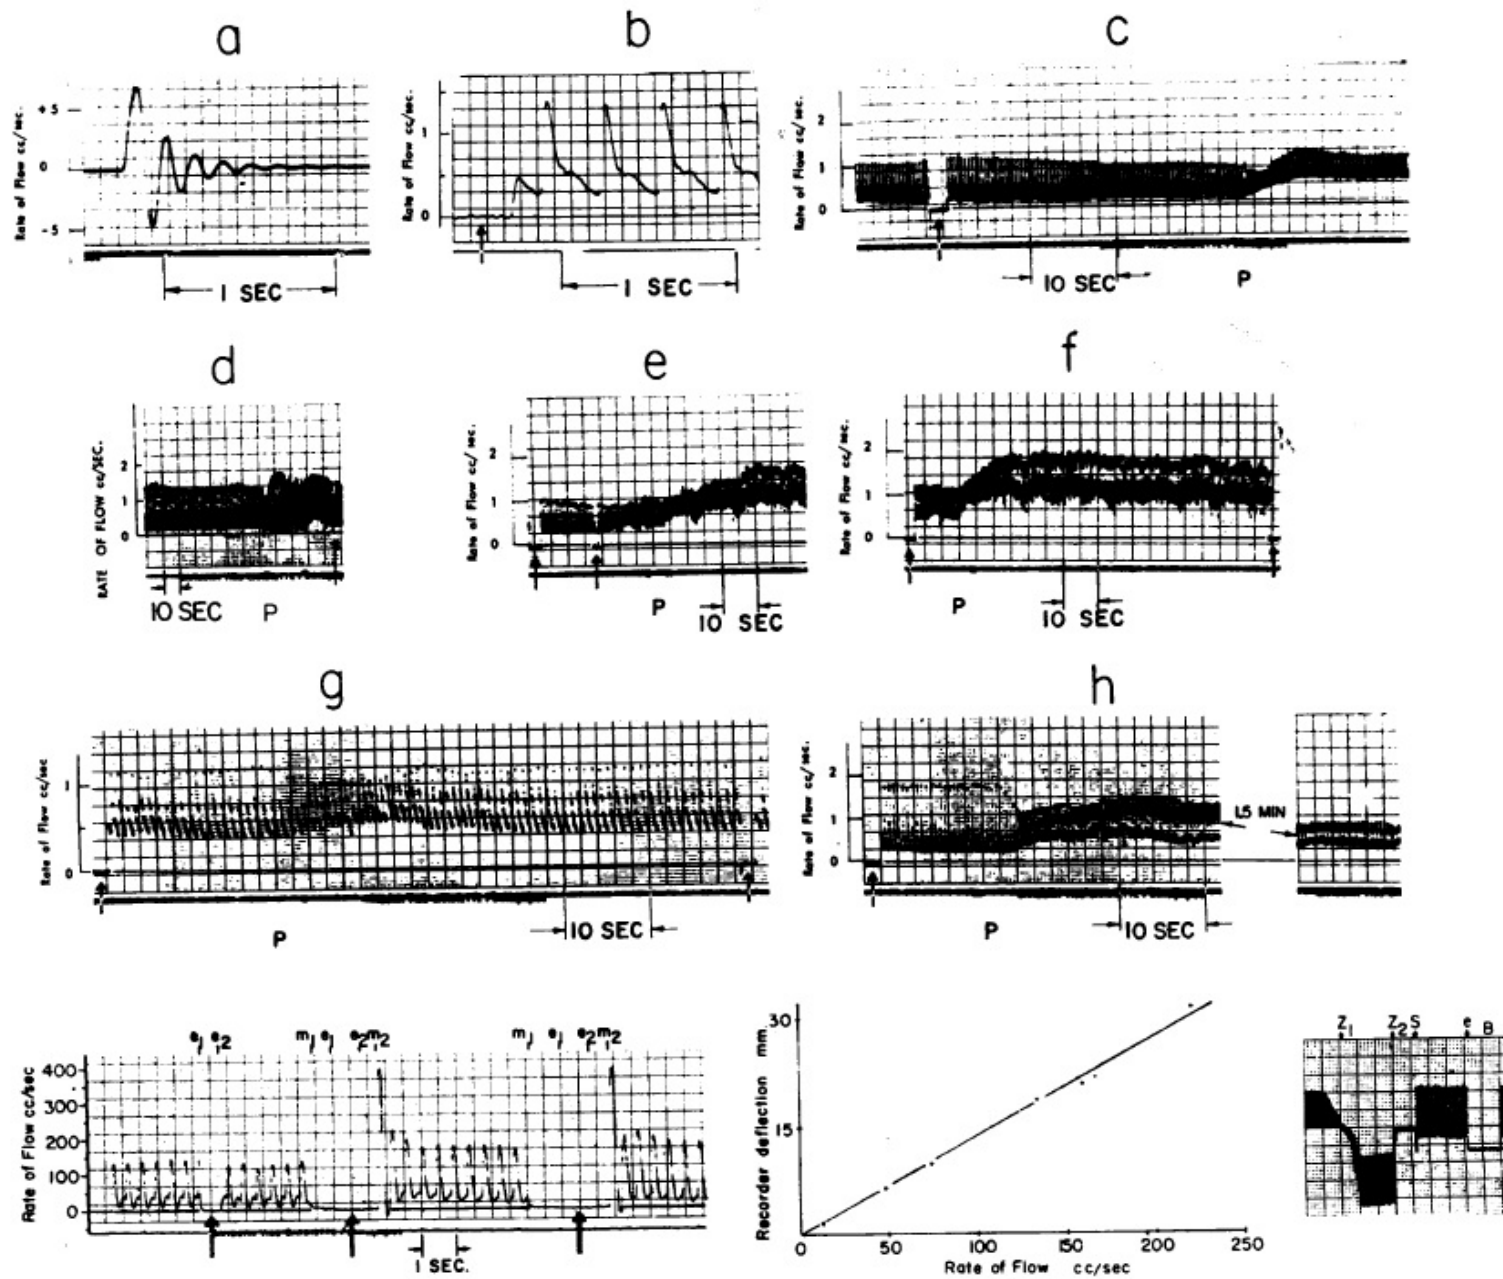 a
Rate of Flow cc/sec.
+5
0
-5
1 SEC
b
Rate of Flow cc/sec.
1
0
1 SEC
c
Rate of Flow cc/sec.
2
1
0
10 SEC
P
d
RATE OF FLOW cc/SEC.
2
1
0
10 SEC P
e
Rate of Flow cc/sec.
2
1
0
P 10 SEC
f
Rate of Flow cc/sec.
2
1
0
P 10 SEC
g
Rate of Flow cc/sec
1
0
P 10 SEC
h
Rate of Flow cc/sec.
2
1
0
1.5 MIN
P 10 SEC
e1 e,2 m1 e1 e2 m,2 m1 e1 e2 m,2
Rate of Flow cc/sec
400
300
200
100
0
1 SEC.
Recorder deflection mm.
30
15
0 50 100 150 200 250
Rate of Flow cc/sec
Z1 Z2 S e B